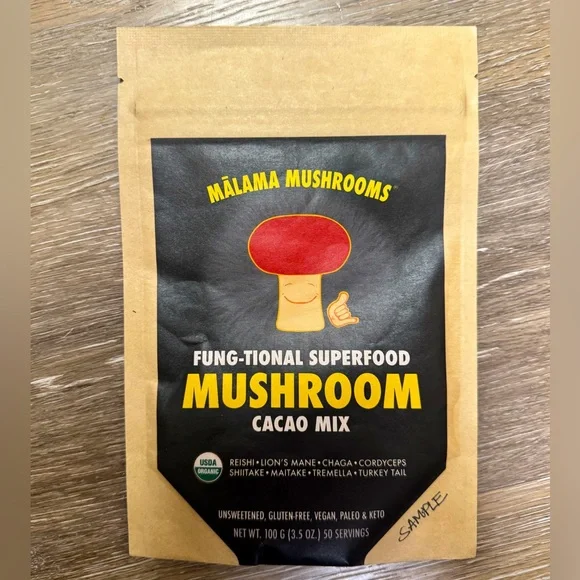 MĀLAMA MUSHROOMS®
FUNG-TIONAL SUPERFOOD
MUSHROOM
CACAO MIX
USDA
ORGANIC
REISHI • LION'S MANE • CHAGA • CORDYCEPS
SHIITAKE • MAITAKE • TREMELLA • TURKEY TAIL
UNSWEETENED, GLUTEN-FREE, VEGAN, PALEO & KETO
NET WT. 100 G (3.5 OZ.) 50 SERVINGS
SAMPLE